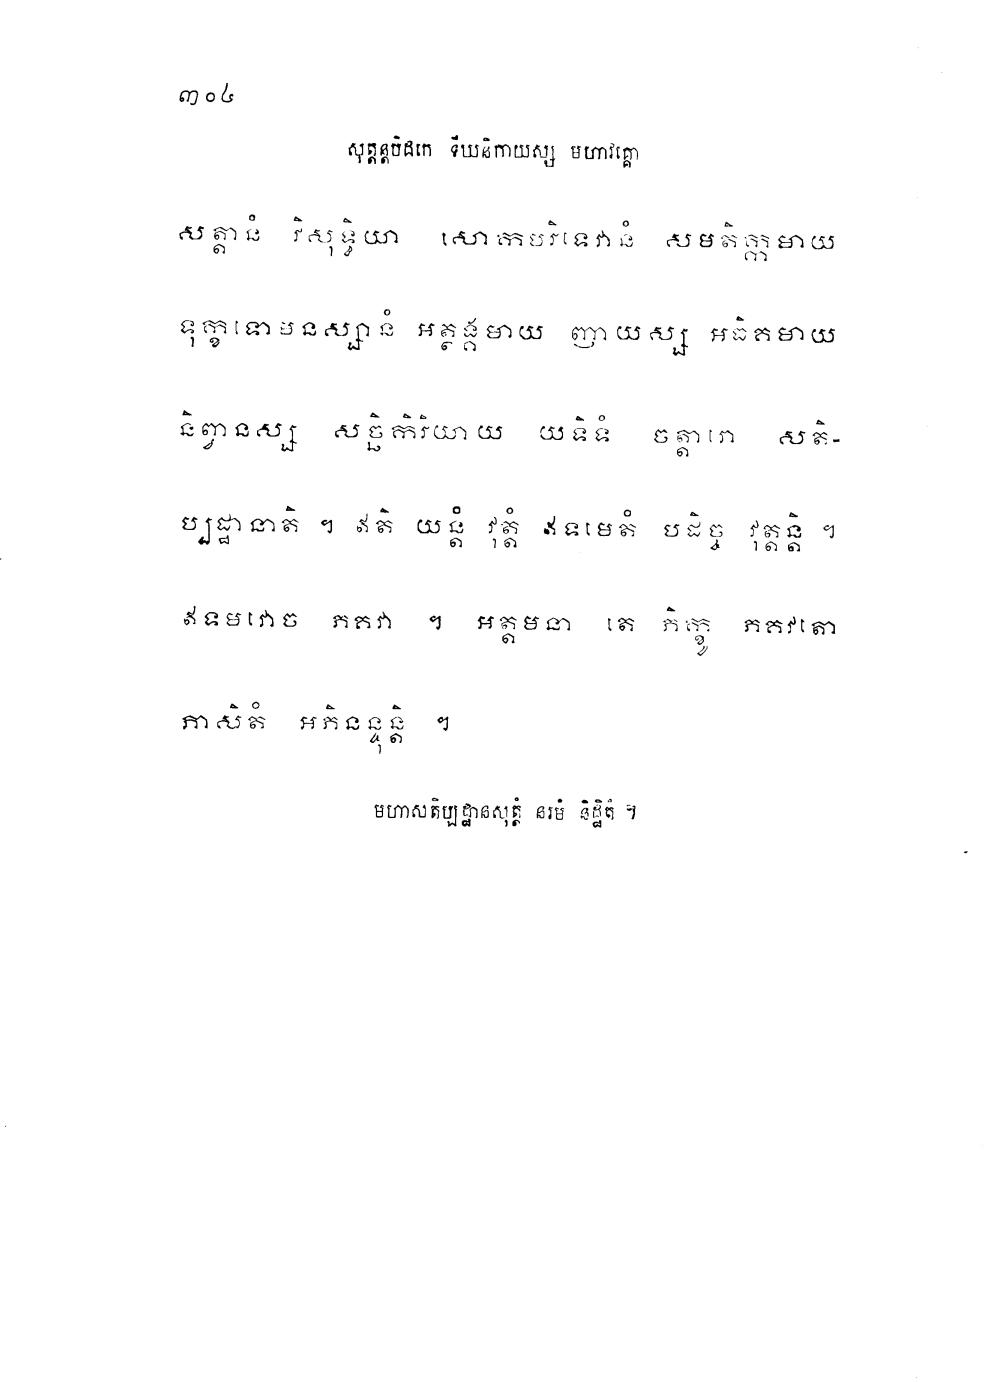 ៣០៤
សុត្តន្តបិដកេ ទីឃនិកាយស្ស មហាវគ្គោ
សត្តានំ វិសុទ្ធិយា សោកបរិទេវានំ សមតិក្កមាយ
ទុក្ខទោមនស្សានំ អត្ថង្គមាយ ញាយស្ស អធិគមាយ
និព្វានស្ស សច្ឆិកិរិយាយ យទិទំ ចត្តារោ សតិ-
ប្បដ្ឋានាតិ ។ ឥតិ យន្តំ វុត្តំ ឥទមេតំ បដិច្ច វុត្តន្តិ ។
ឥទមវោច ភគវា ។ អត្តមនា តេ ភិក្ខូ ភគវតោ
ភាសិតំ អភិនន្ទុន្តិ ។
មហាសតិប្បដ្ឋានសុត្តំ នវមំ និដ្ឋិតំ ។